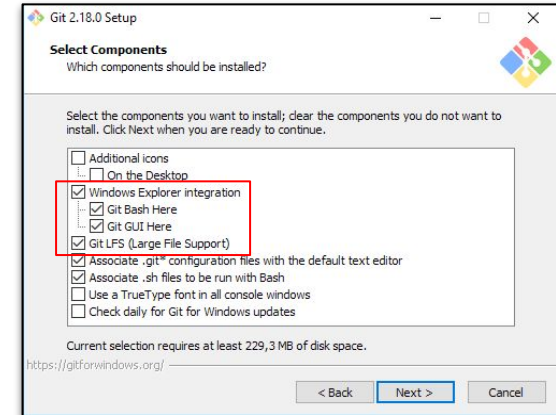 Git 2.18.0 Setup
Select Components
Which components should be installed?
Select the components you want to install; clear the components you do not want to
install. Click Next when you are ready to continue.
Additional icons
On the Desktop
Windows Explorer integration
Git Bash Here
Git GUI Here
Git LFS (Large File Support)
Associate .git* configuration files with the default text editor
Associate .sh files to be run with Bash
Use a TrueType font in all console windows
Check daily for Git for Windows updates
Current selection requires at least 229,3 MB of disk space.
https://gitforwindows.org/
< Back
Next >
Cancel